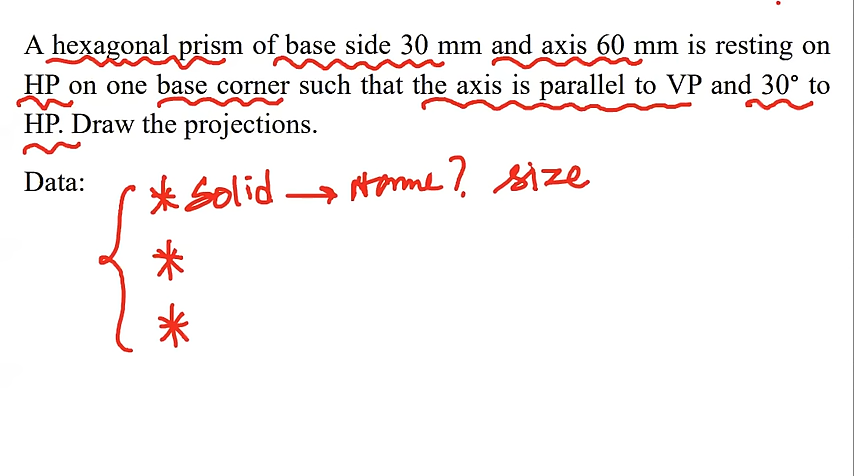 A hexagonal prism of base side 30 mm and axis 60 mm is resting on
HP on one base corner such that the axis is parallel to VP and 30° to
HP. Draw the projections.
Data:
* Solid → Name? size
*
*